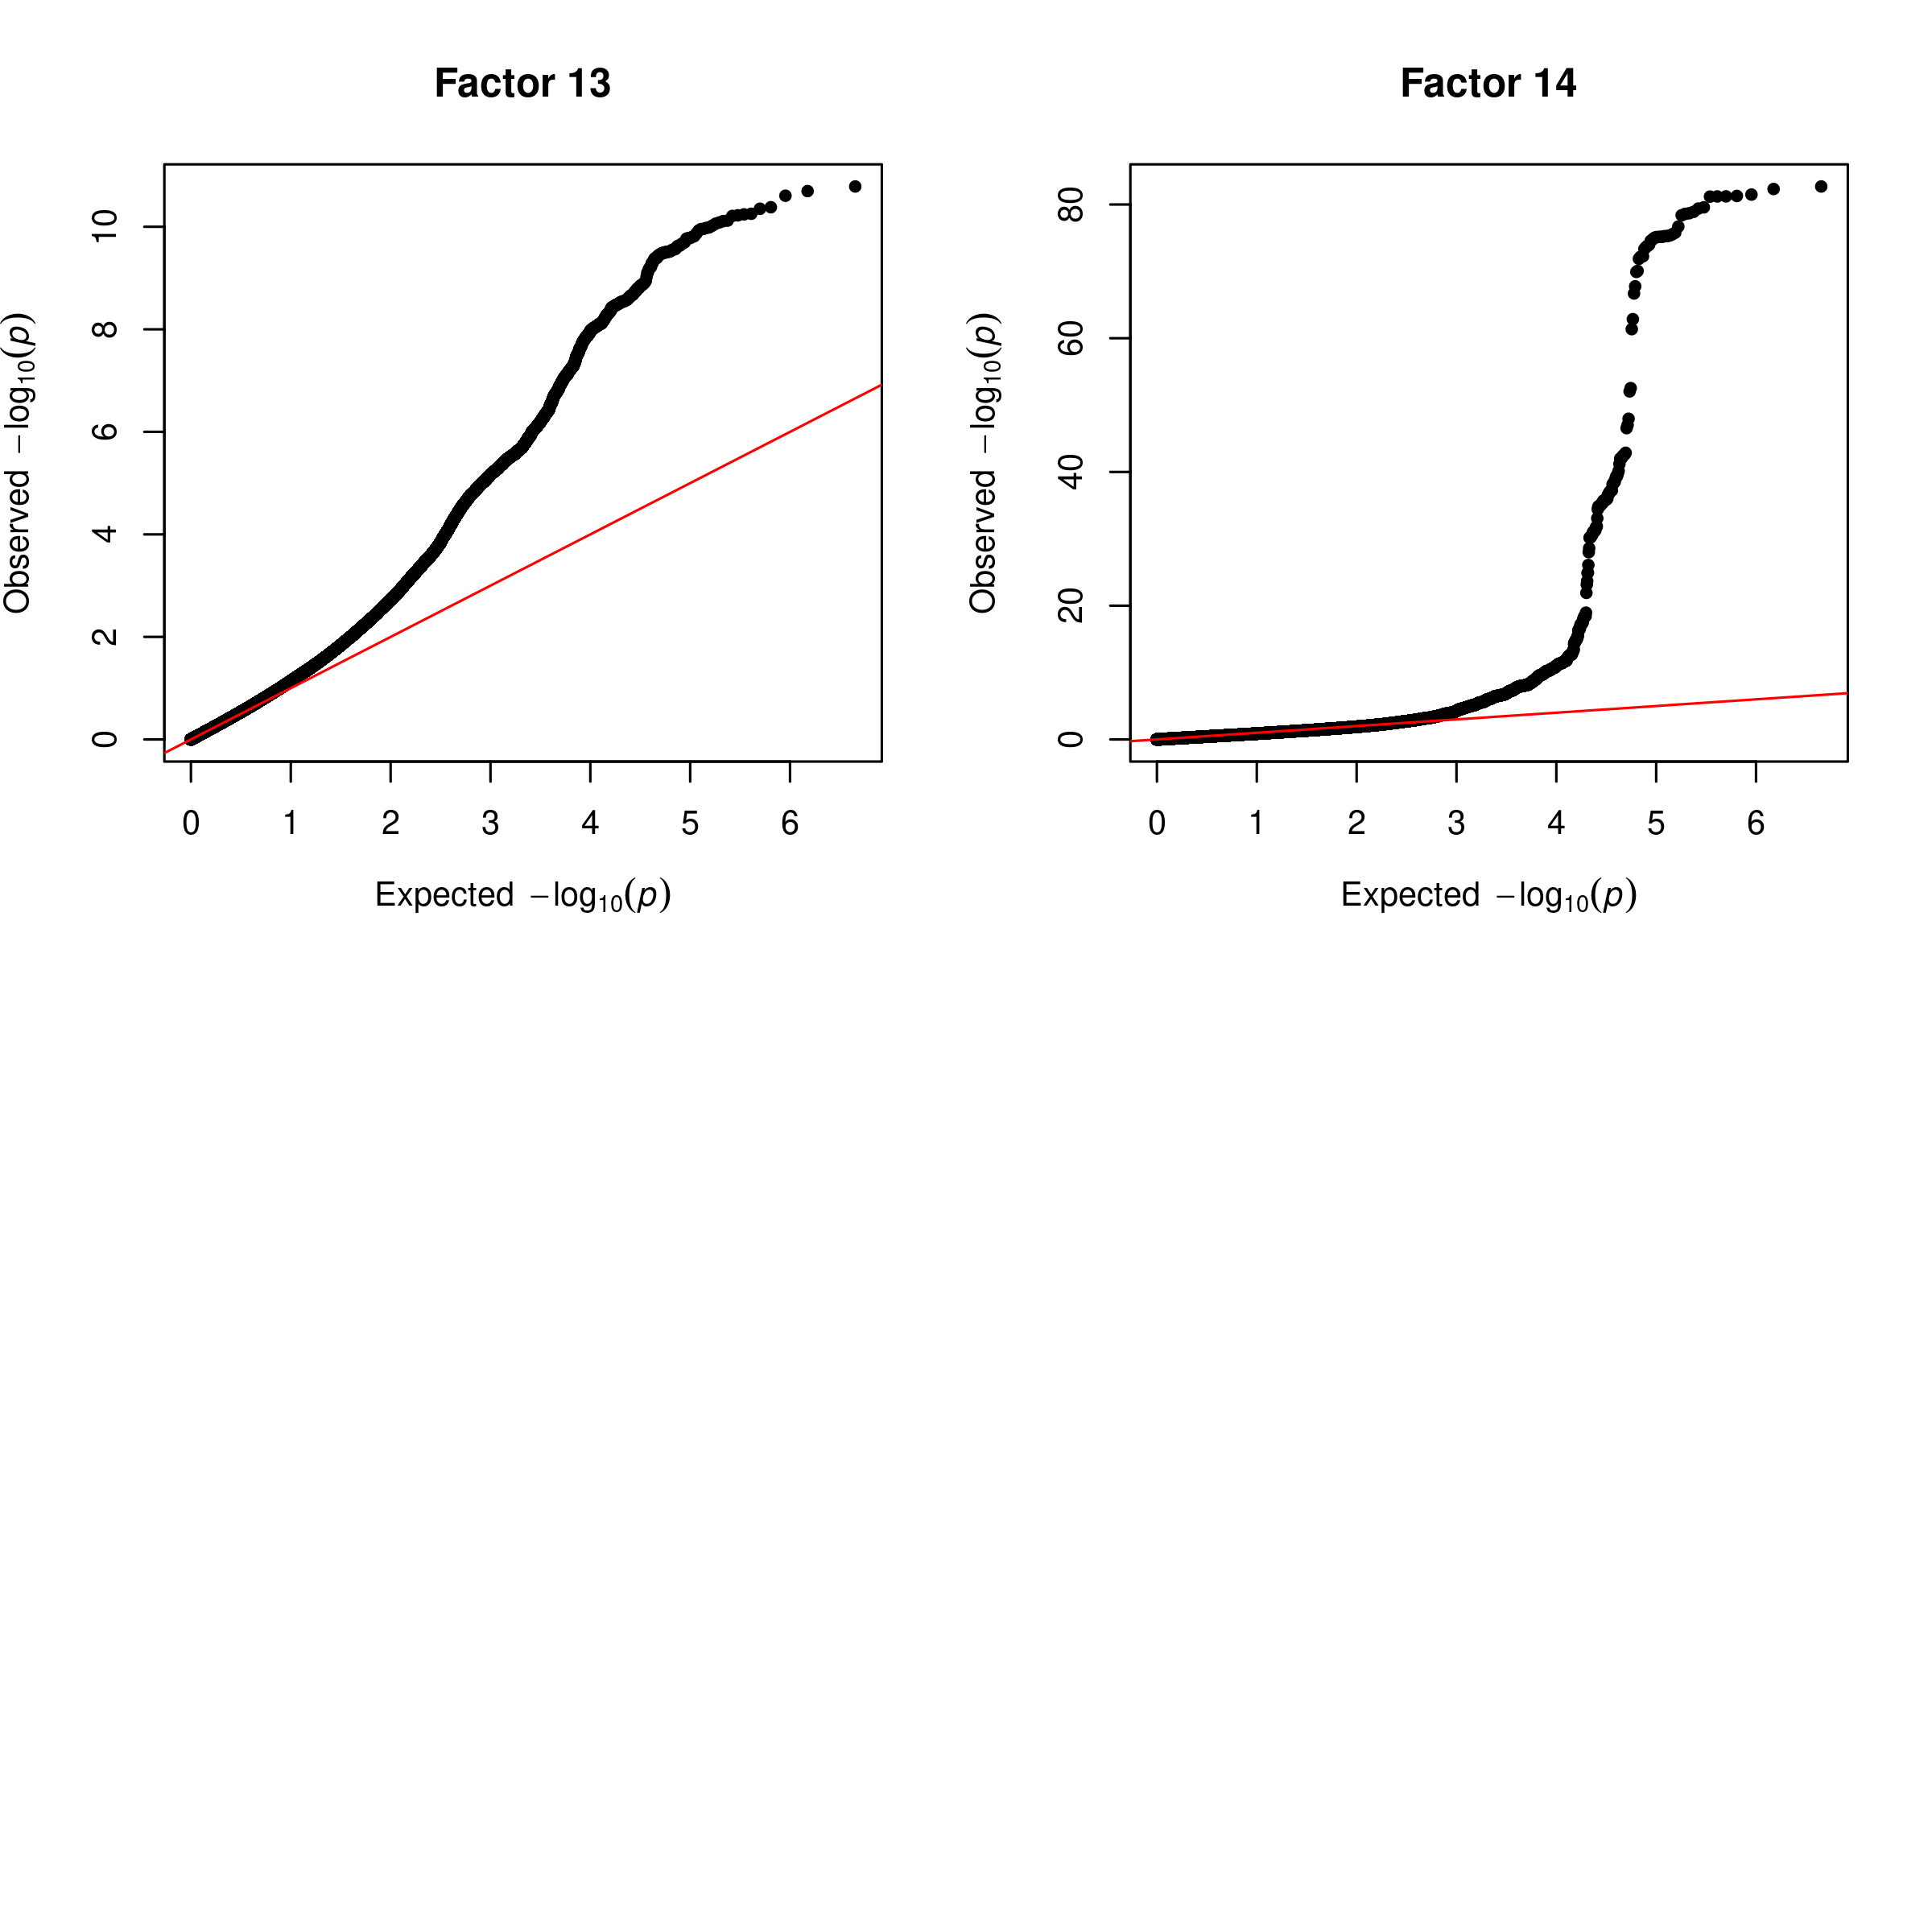 Factor 13
Observed −log10(p)
10
8
6
4
2
0
0 1 2 3 4 5 6
Expected −log10(p)
Factor 14
Observed −log10(p)
80
60
40
20
0
0 1 2 3 4 5 6
Expected −log10(p)